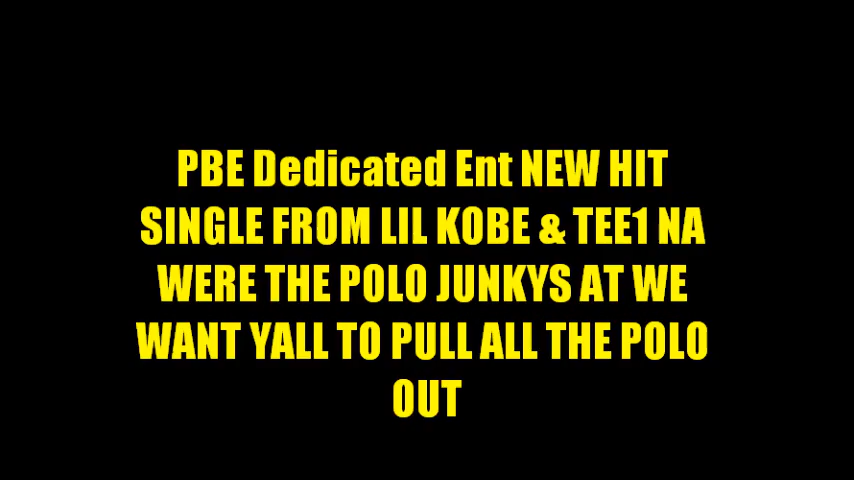 PBE Dedicated Ent NEW HIT
SINGLE FROM LIL KOBE & TEE1 NA
WERE THE POLO JUNKYS AT WE
WANT YALL TO PULL ALL THE POLO
OUT